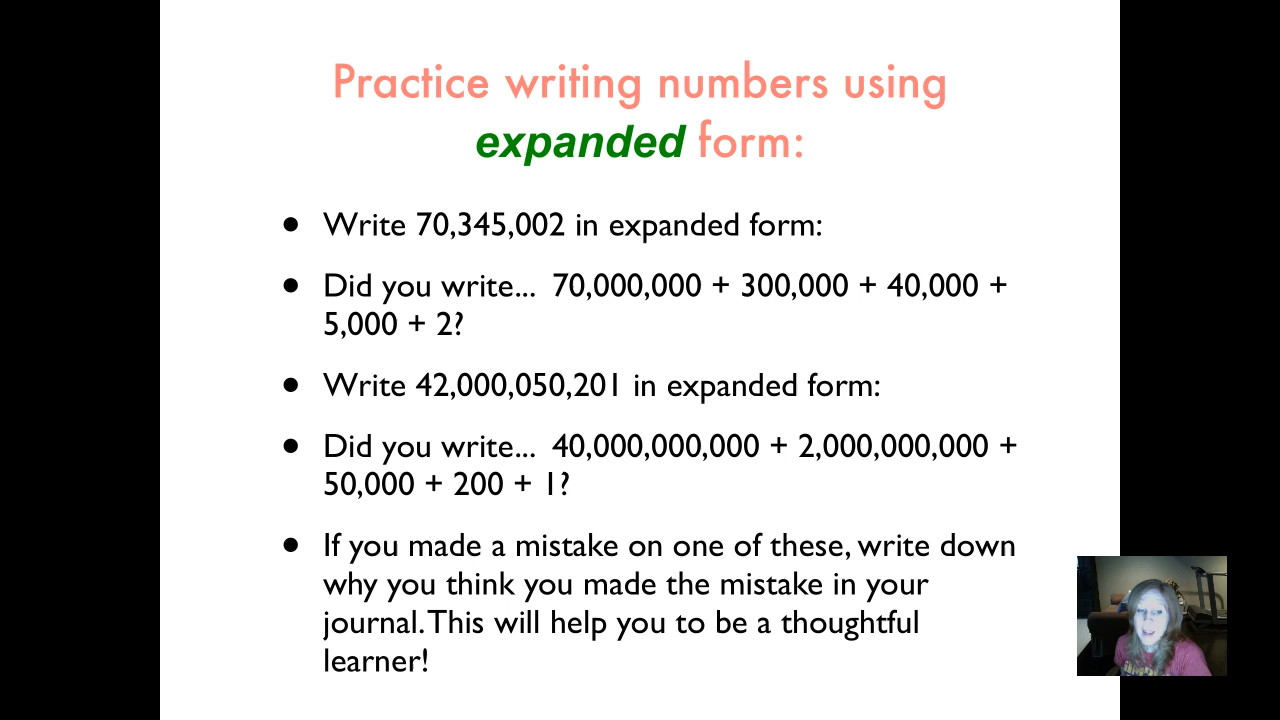 Practice writing numbers using
expanded form:
• Write 70,345,002 in expanded form:
• Did you write... 70,000,000 + 300,000 + 40,000 +
5,000 + 2?
• Write 42,000,050,201 in expanded form:
• Did you write... 40,000,000,000 + 2,000,000,000 +
50,000 + 200 + 1?
• If you made a mistake on one of these, write down
why you think you made the mistake in your
journal. This will help you to be a thoughtful
learner!